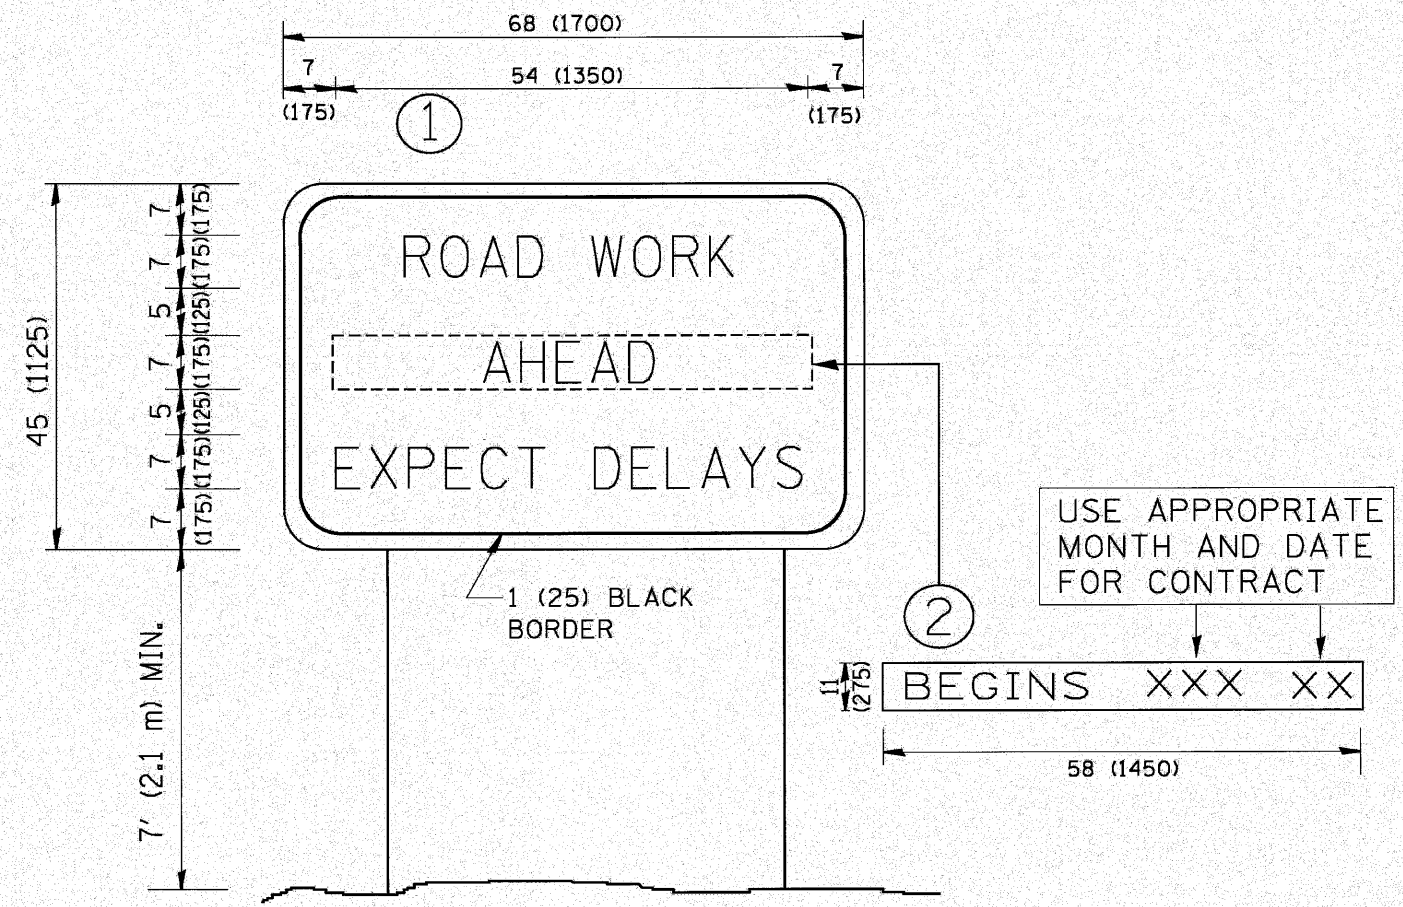 68 (1700)
7
54 (1350)
7
(175)
(175)
1
45 (1125)
7 (175)
7 (175)
5 (125)
7 (175)
5 (125)
7 (175)
7 (175)
ROAD WORK
AHEAD
EXPECT DELAYS
7' (2.1 m) MIN.
1 (25) BLACK
BORDER
2
USE APPROPRIATE
MONTH AND DATE
FOR CONTRACT
11
(275)
BEGINS XXX XX
58 (1450)